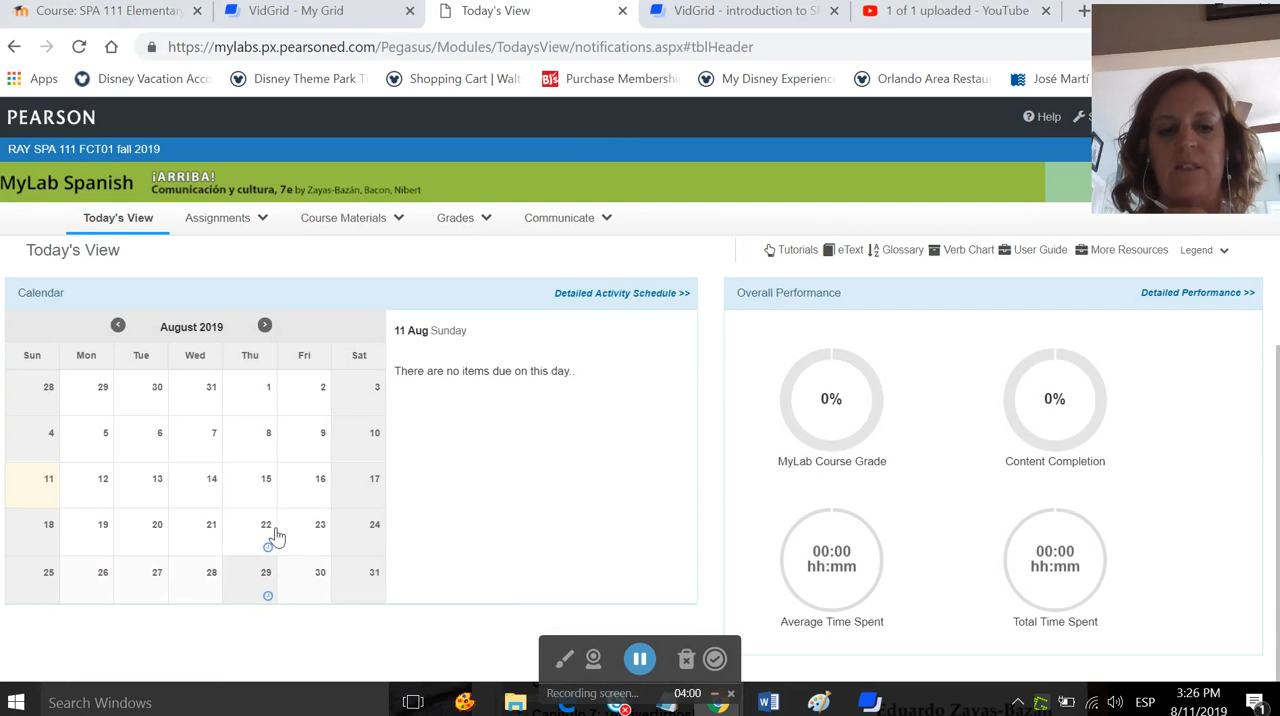 Course: SPA 111 Elementary
VidGrid - My Grid
Today's View
VidGrid - introduction to SP
1 of 1 uploaded - YouTube
https://mylabs.px.pearsoned.com/Pegasus/Modules/TodaysView/notifications.aspx#tblHeader
Apps
Disney Vacation Acco
Disney Theme Park Ti
Shopping Cart | Walt
BJ's
Purchase Membership
My Disney Experience
Orlando Area Restau
José Martí
PEARSON
Help
RAY SPA 111 FCT01 fall 2019
MyLab Spanish
¡ARRIBA!
Comunicación y cultura, 7e by Zayas-Bazán, Bacon, Nibert
Today's View Assignments Course Materials Grades Communicate
Today's View
Tutorials eText Glossary Verb Chart User Guide More Resources Legend
Calendar
Detailed Activity Schedule >>
Overall Performance
Detailed Performance >>
August 2019
Sun Mon Tue Wed Thu Fri Sat
28 29 30 31 1 2 3
4 5 6 7 8 9 10
11 12 13 14 15 16 17
18 19 20 21 22 23 24
25 26 27 28 29 30 31
11 Aug Sunday
There are no items due on this day..
0%
MyLab Course Grade
0%
Content Completion
00:00
hh:mm
Average Time Spent
00:00
hh:mm
Total Time Spent
Recording screen...
04:00
Search Windows
ESP
3:26 PM
8/11/2019
1